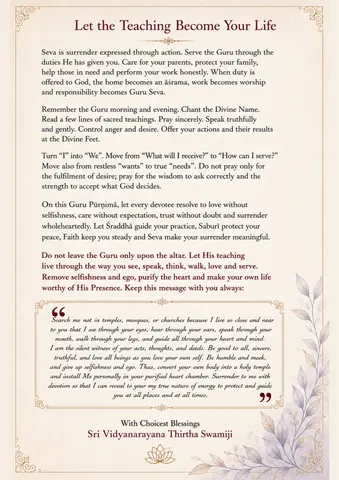 Let the Teaching Become Your Life
Seva is surrender expressed through action. Serve the Guru through the
duties He has given you. Care for your parents, protect your family,
help those in need and perform your work honestly. When duty is
offered to God, the home becomes an āśrama, work becomes worship
and responsibility becomes Guru Seva.
Remember the Guru morning and evening. Chant the Divine Name.
Read a few lines of sacred teachings. Pray sincerely. Speak truthfully
and gently. Control anger and desire. Offer your actions and their results
at the Divine Feet.
Turn “I” into “We”. Move from “What will I receive?” to “How can I serve?”
Move also from restless “wants” to true “needs”. Do not pray only for
the fulfilment of desire; pray for the wisdom to ask correctly and the
strength to accept what God decides.
On this Guru Pūrṇimā, let every devotee resolve to love without
selfishness, care without expectation, trust without doubt and surrender
wholeheartedly. Let Śraddhā guide your practice, Saburī protect your
peace, Faith keep you steady and Seva make your surrender meaningful.
Do not leave the Guru only upon the altar. Let His teaching
live through the way you see, speak, think, walk, love and serve.
Remove selfishness and ego, purify the heart and make your own life
worthy of His Presence. Keep this message with you always:
“Search me not in temples, mosques, or churches because I live so close and near
to you that I see through your eyes, hear through your ears, speak through your
mouth, walk through your legs, and guide all through your heart and mind.
I am the silent witness of your acts, thoughts, and deeds. Be good to all, sincere,
truthful, and love all beings as you love your own self. Be humble and meek,
and give up selfishness and ego. Thus, convert your own body into a holy temple
and install Me personally in your purified heart chamber. Surrender to me with
devotion so that I can reveal to your my true nature of energy to protect and guide
you at all places and at all times.”
With Choicest Blessings
Sri Vidyanarayana Thirtha Swamiji